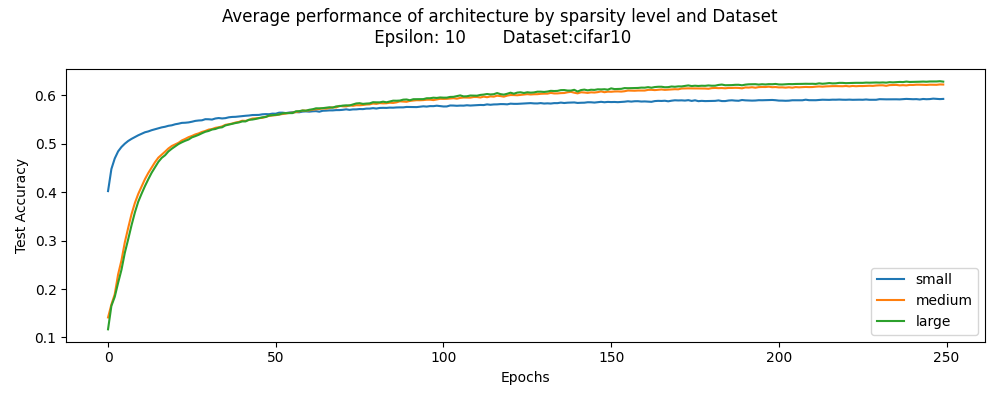 Average performance of architecture by sparsity level and Dataset
Epsilon: 10 Dataset:cifar10
Test Accuracy
0.6
0.5
0.4
0.3
0.2
0.1
small
medium
large
0 50 100 150 200 250
Epochs